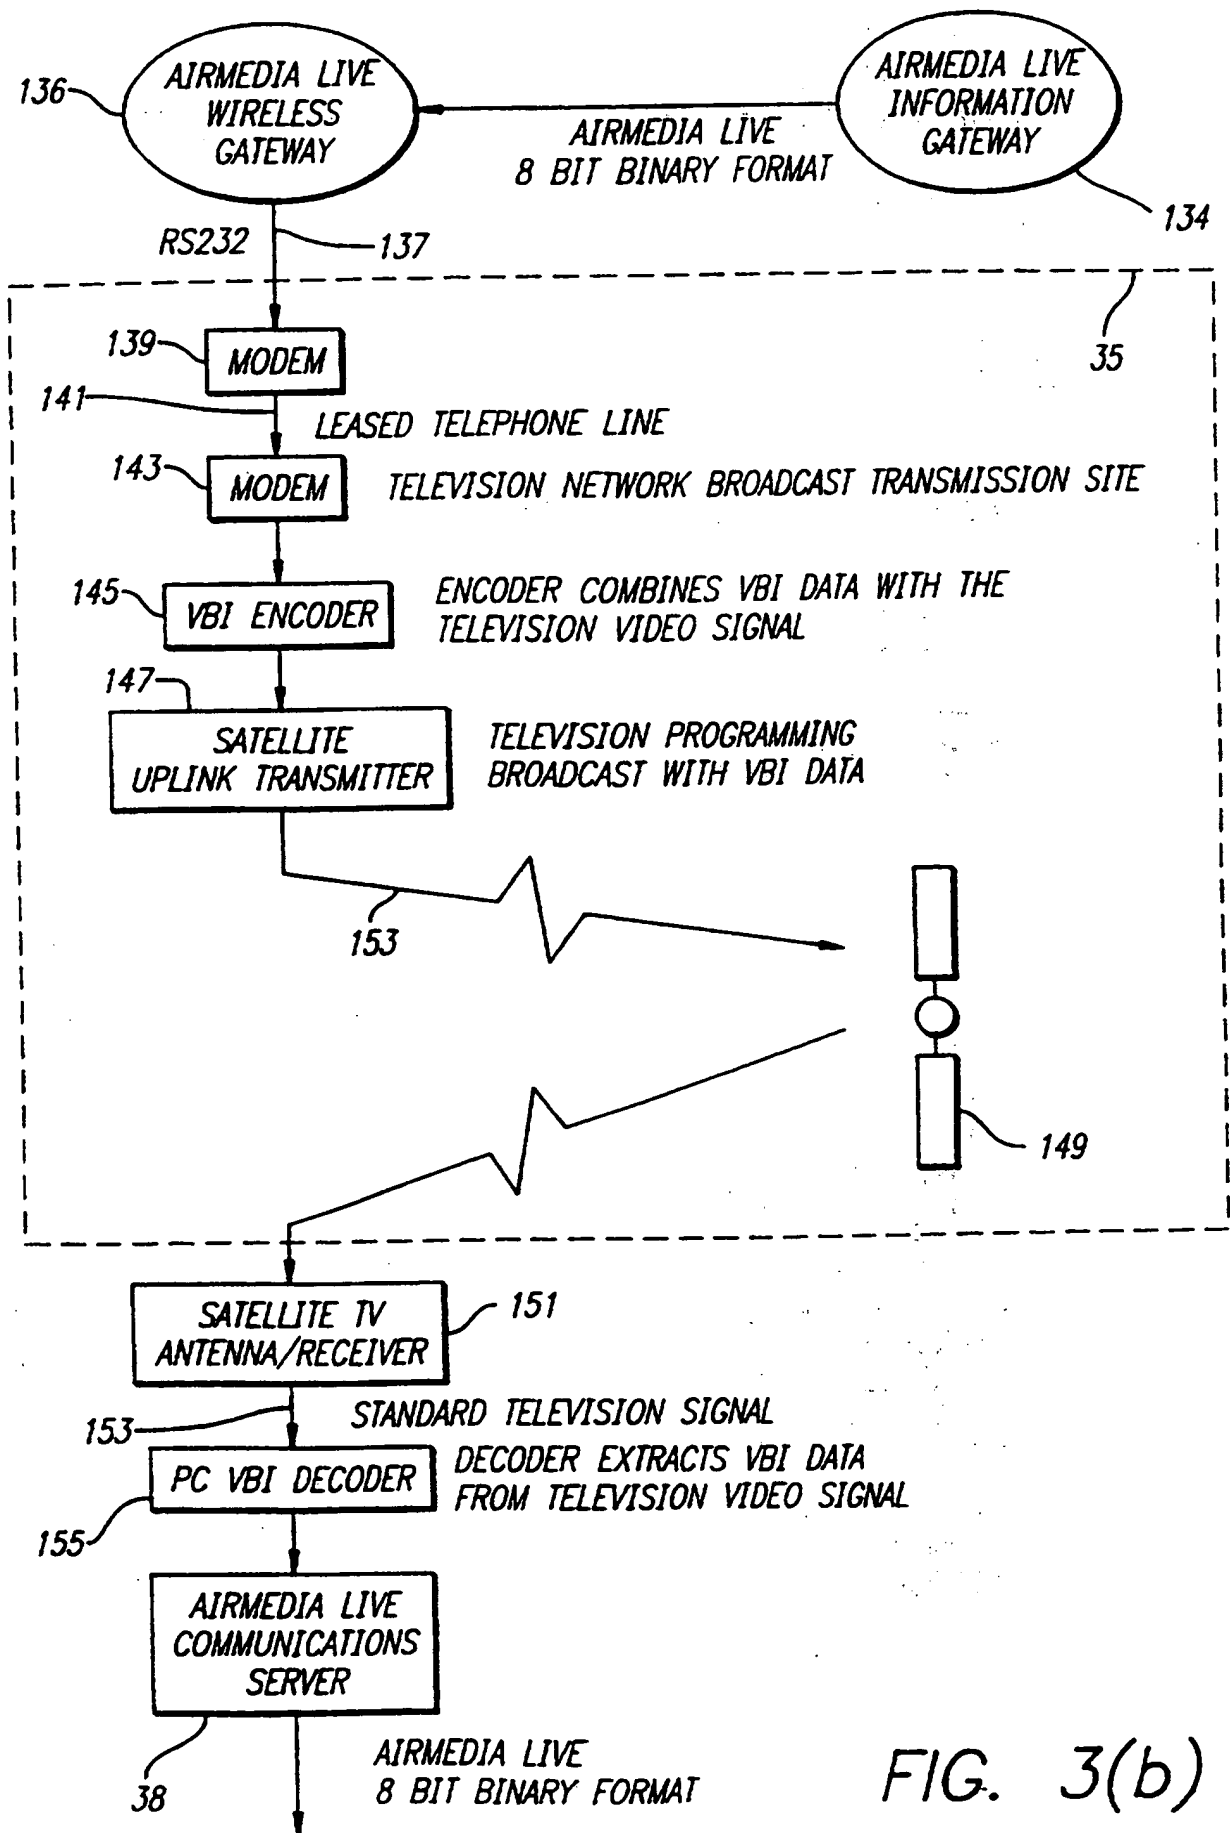 AIRMEDIA LIVE
WIRELESS
GATEWAY
136
AIRMEDIA LIVE
INFORMATION
GATEWAY
134
AIRMEDIA LIVE
8 BIT BINARY FORMAT
RS232
137
35
139
MODEM
141
LEASED TELEPHONE LINE
143
MODEM
TELEVISION NETWORK BROADCAST TRANSMISSION SITE
145
VBI ENCODER
ENCODER COMBINES VBI DATA WITH THE
TELEVISION VIDEO SIGNAL
147
SATELLITE
UPLINK TRANSMITTER
TELEVISION PROGRAMMING
BROADCAST WITH VBI DATA
153
149
SATELLITE TV
ANTENNA/RECEIVER
151
153
STANDARD TELEVISION SIGNAL
PC VBI DECODER
DECODER EXTRACTS VBI DATA
FROM TELEVISION VIDEO SIGNAL
155
AIRMEDIA LIVE
COMMUNICATIONS
SERVER
38
AIRMEDIA LIVE
8 BIT BINARY FORMAT
FIG. 3(b)